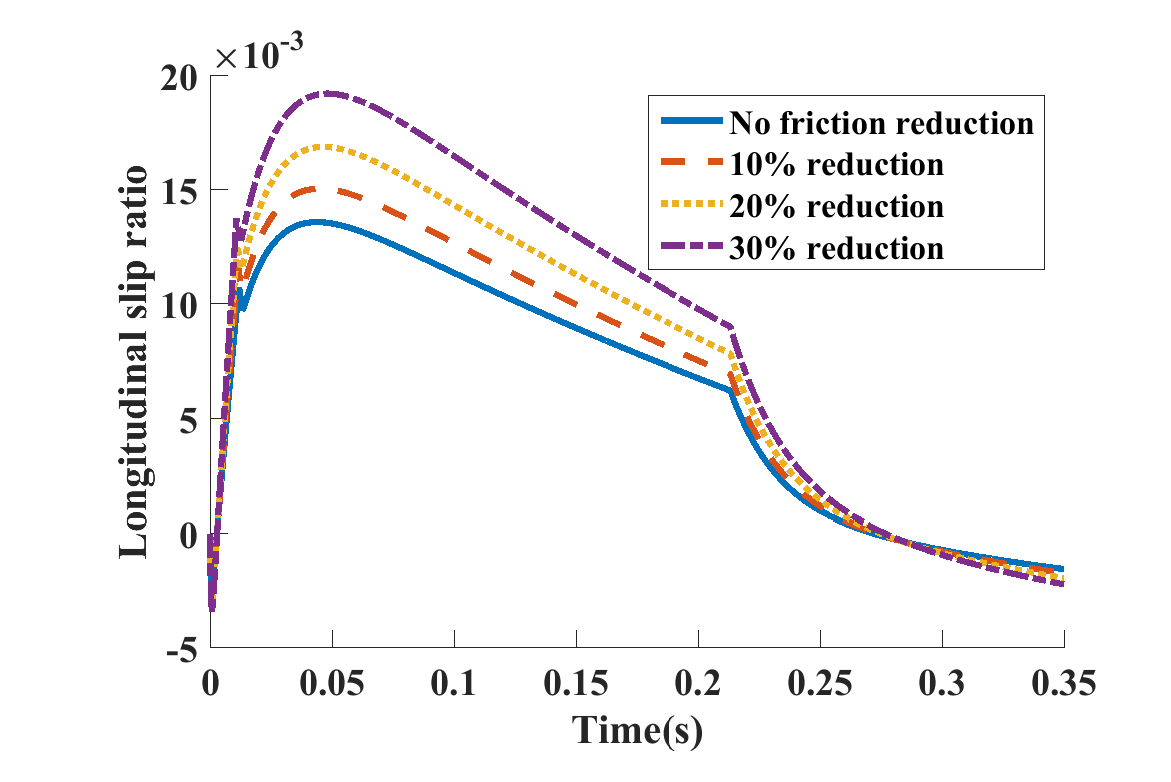 ×10-3
20
15
10
5
0
-5
Longitudinal slip ratio
No friction reduction
10% reduction
20% reduction
30% reduction
0 0.05 0.1 0.15 0.2 0.25 0.3 0.35
Time(s)